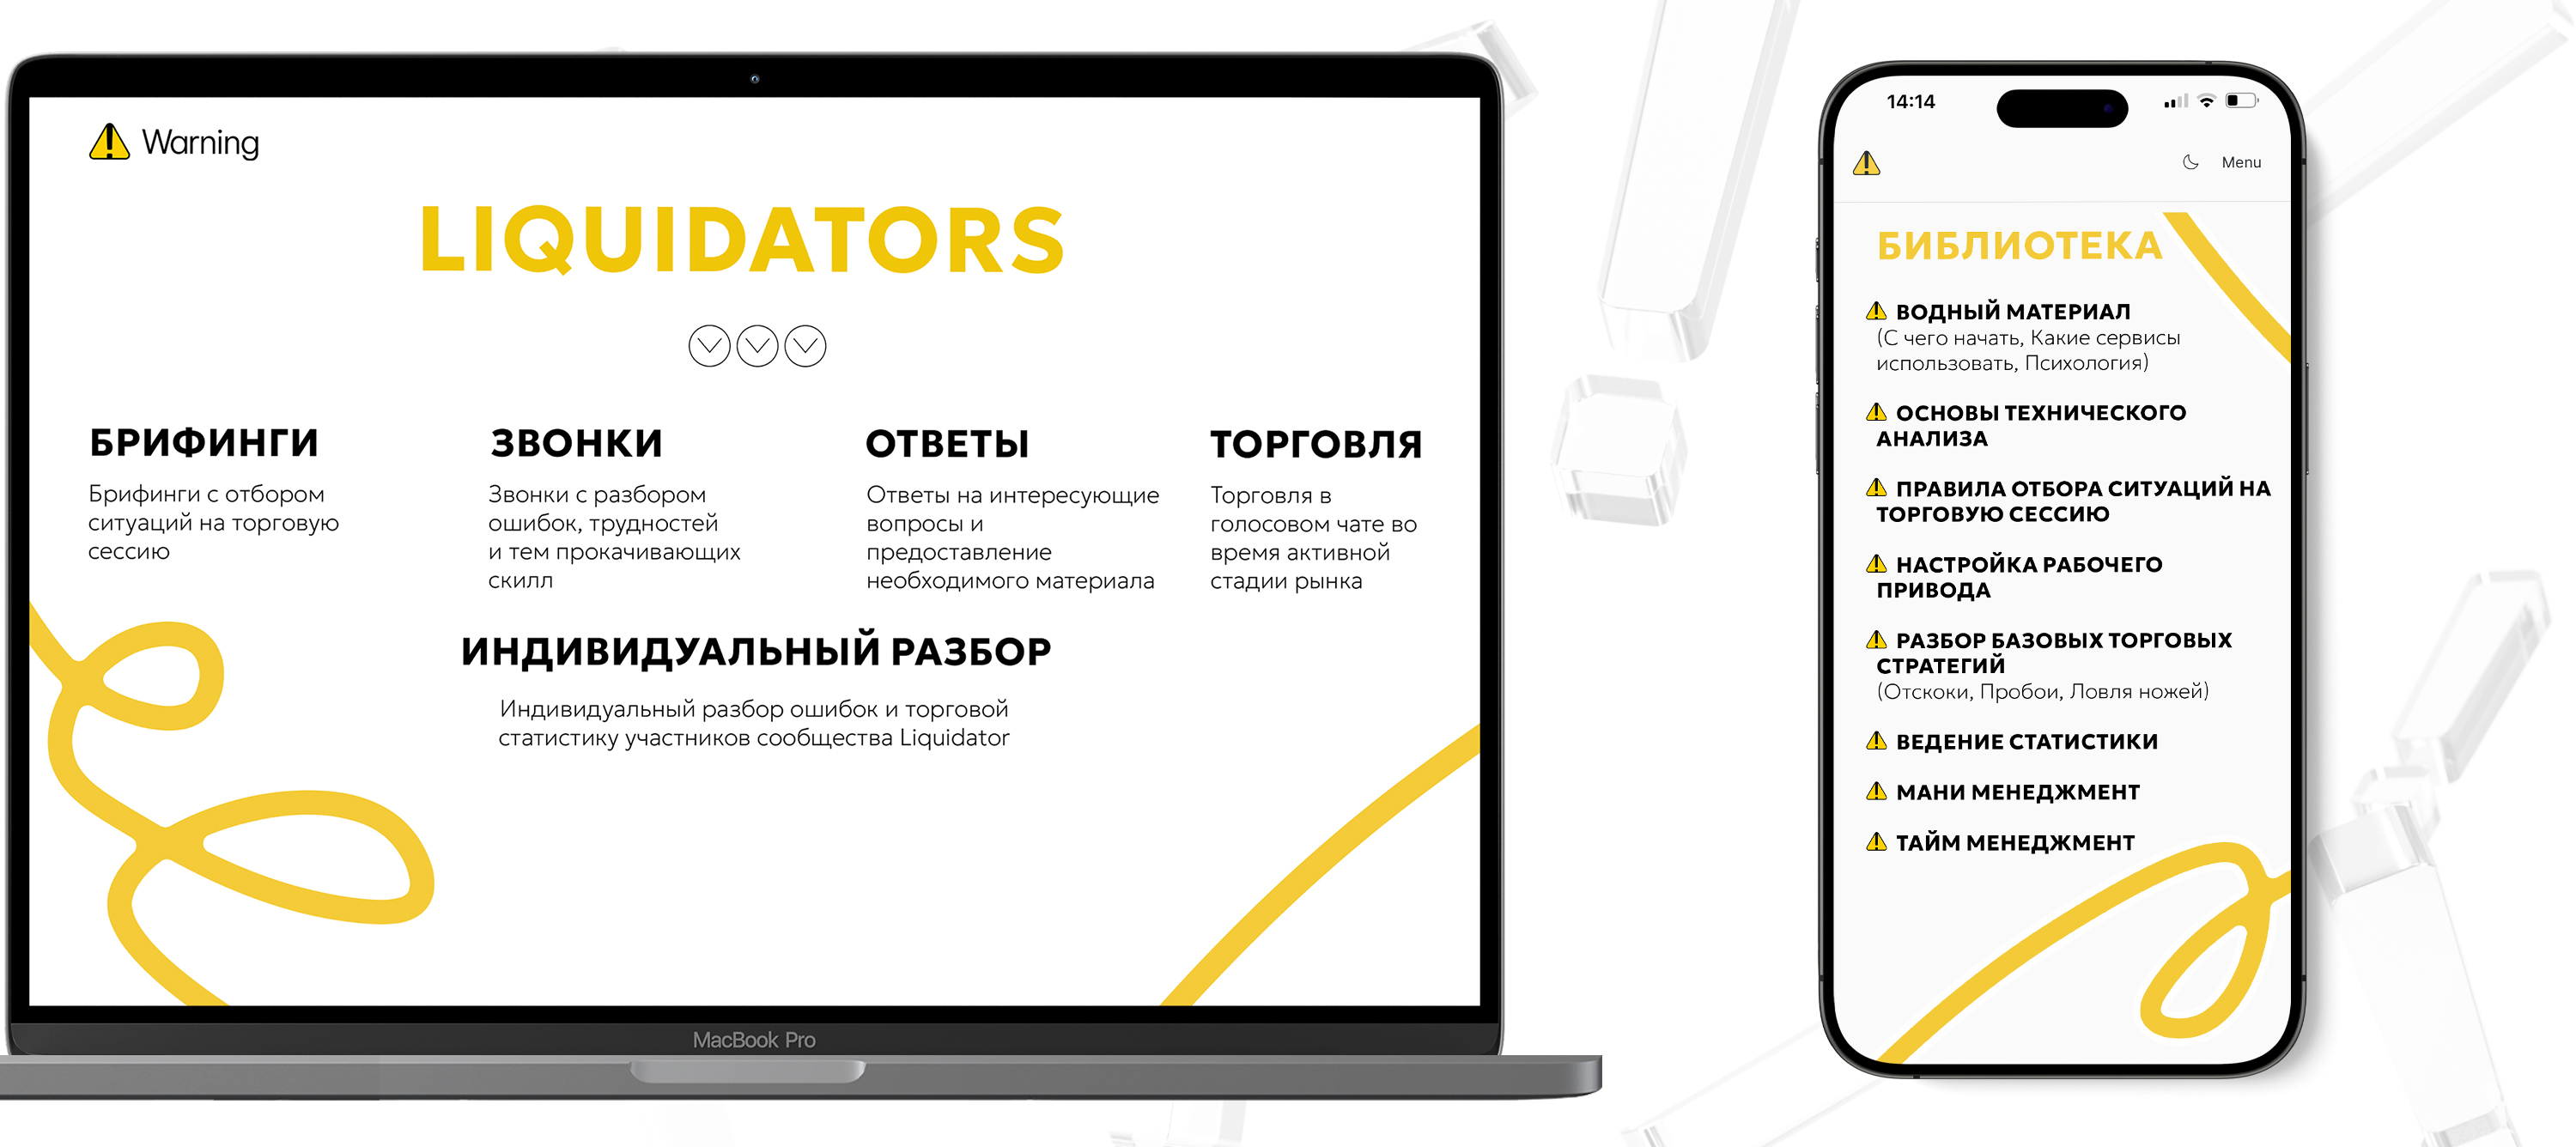 Warning
LIQUIDATORS
БРИФИНГИ
Брифинги с отбором
ситуаций на торговую
сессию
ЗВОНКИ
Звонки с разбором
ошибок, трудностей
и тем прокачивающих
скилл
ОТВЕТЫ
Ответы на интересующие
вопросы и
предоставление
необходимого материала
ТОРГОВЛЯ
Торговля в
голосовом чате во
время активной
стадии рынка
ИНДИВИДУАЛЬНЫЙ РАЗБОР
Индивидуальный разбор ошибок и торговой
статистику участников сообщества Liquidator
MacBook Pro
14:14
Menu
БИБЛИОТЕКА
ВОДНЫЙ МАТЕРИАЛ
(С чего начать, Какие сервисы
использовать, Психология)
ОСНОВЫ ТЕХНИЧЕСКОГО
АНАЛИЗА
ПРАВИЛА ОТБОРА СИТУАЦИЙ НА
ТОРГОВУЮ СЕССИЮ
НАСТРОЙКА РАБОЧЕГО
ПРИВОДА
РАЗБОР БАЗОВЫХ ТОРГОВЫХ
СТРАТЕГИЙ
(Отскоки, Пробои, Ловля ножей)
ВЕДЕНИЕ СТАТИСТИКИ
МАНИ МЕНЕДЖМЕНТ
ТАЙМ МЕНЕДЖМЕНТ